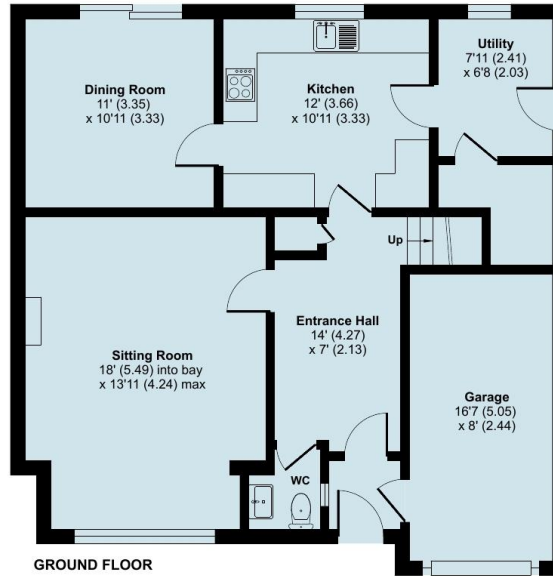 Dining Room
11' (3.35)
x 10'11 (3.33)
Kitchen
12' (3.66)
x 10'11 (3.33)
Utility
7'11 (2.41)
x 6'8 (2.03)
Up
Entrance Hall
14' (4.27)
x 7' (2.13)
Sitting Room
18' (5.49) into bay
x 13'11 (4.24) max
Garage
16'7 (5.05)
x 8' (2.44)
WC
GROUND FLOOR